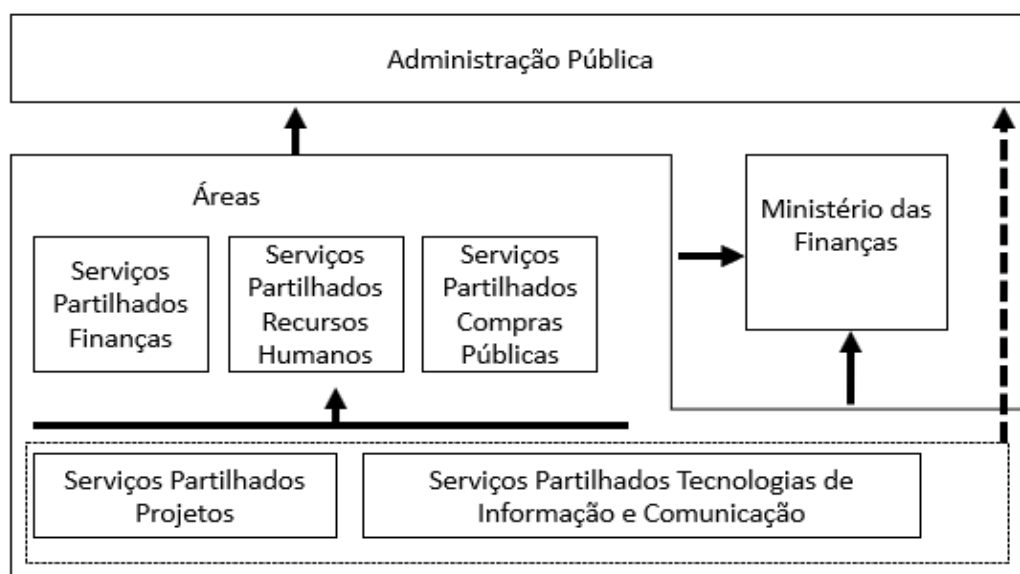 Administração Pública
Áreas
Serviços
Partilhados
Finanças
Serviços
Partilhados
Recursos
Humanos
Serviços
Partilhados
Compras
Públicas
Ministério das
Finanças
Serviços Partilhados
Projetos
Serviços Partilhados Tecnologias de
Informação e Comunicação